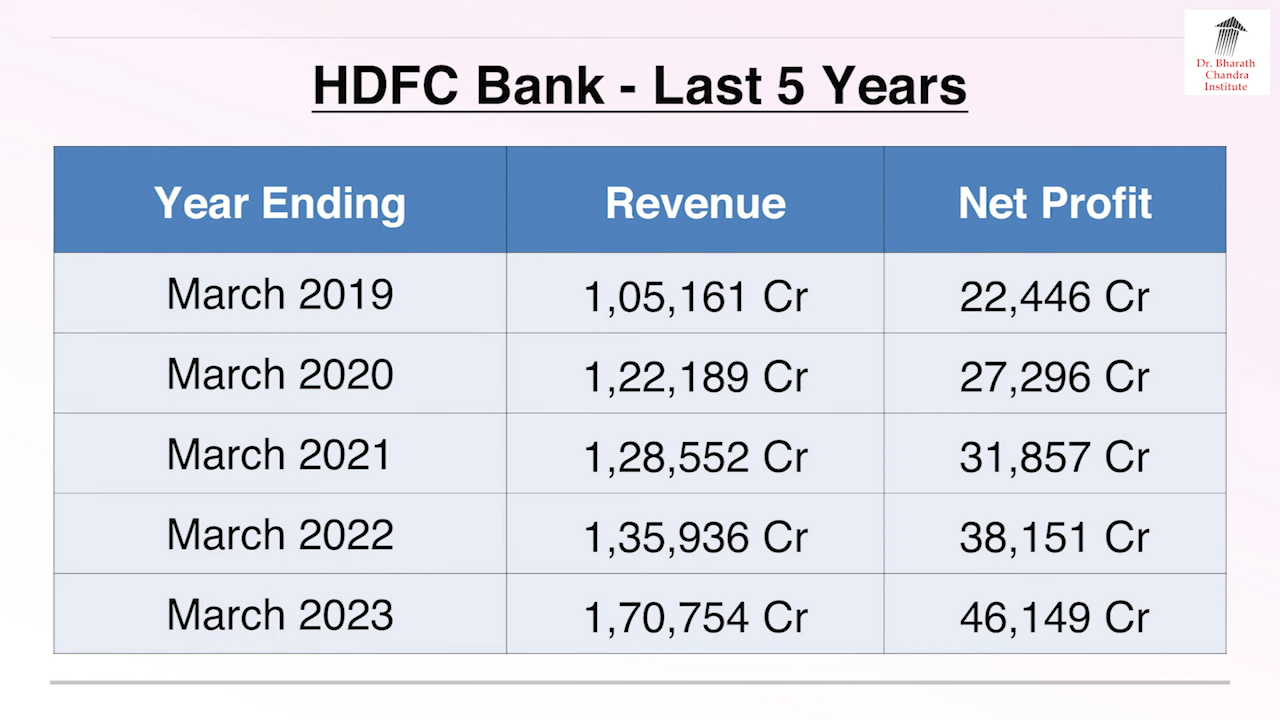 Dr. Bharath
Chandra
Institute
HDFC Bank - Last 5 Years
Year Ending Revenue Net Profit
March 2019 1,05,161 Cr 22,446 Cr
March 2020 1,22,189 Cr 27,296 Cr
March 2021 1,28,552 Cr 31,857 Cr
March 2022 1,35,936 Cr 38,151 Cr
March 2023 1,70,754 Cr 46,149 Cr